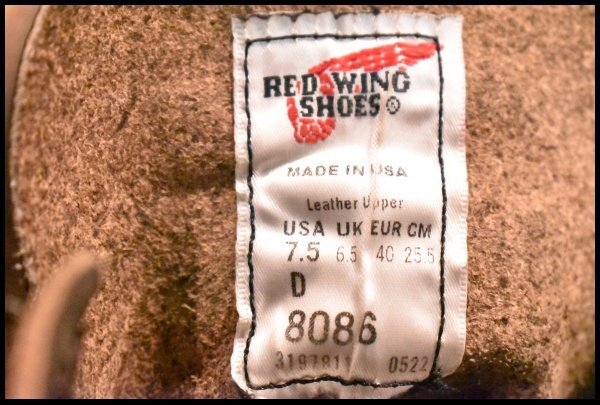 RED WING
SHOES ®
MADE IN USA
Leather Upper
USA UK EUR CM
7.5 6.5 40 25.5
D
8086
3197811 0522